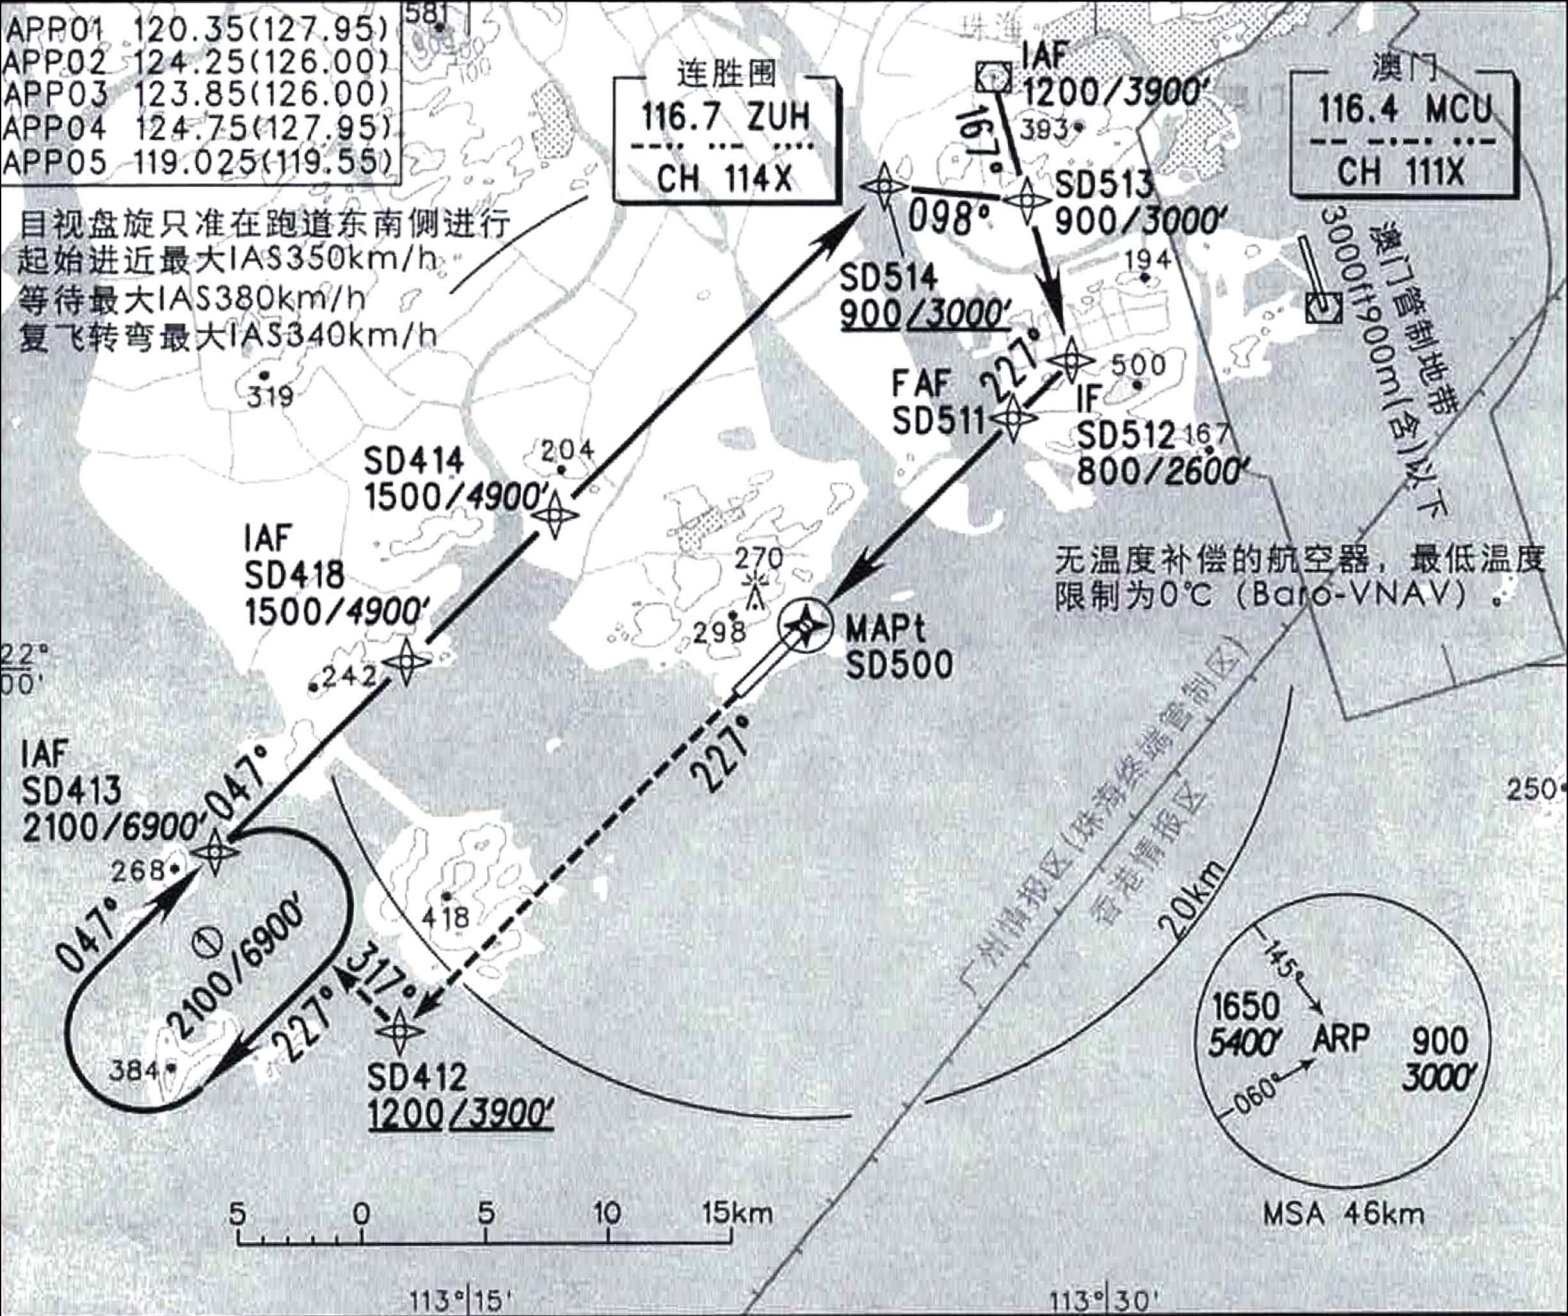 APP01 120.35(127.95)
APP02 124.25(126.00)
APP03 123.85(126.00)
APP04 124.75(127.95)
APP05 119.025(119.55)
581
100
珠海
连胜围
116.7 ZUH
--·· ··- ····
CH 114X
IAF
1200/3900′
393
167°
澳门
116.4 MCU
-- -·-· ··-
CH 111X
目视盘旋只准在跑道东南侧进行
起始进近最大IAS350km/h
等待最大IAS380km/h
复飞转弯最大IAS340km/h
098°
SD513
900/3000′
194
SD514
900/3000′
澳门管制地带
3000ft900m(含)以下
319
227°
500
FAF
SD511
IF
SD512
167
800/2600′
204
SD414
1500/4900′
IAF
SD418
1500/4900′
无温度补偿的航空器，最低温度
限制为0℃（Baro-VNAV）。
270
298
MAPt
SD500
22°
00'
242
227°
IAF
SD413
2100/6900′
047°
268
250
广州情报区(珠海终端管制区)
香港情报区
20km
418
047°
①
2100/6900′
227°
317°
384
SD412
1200/3900′
145°
1650
5400′
ARP
900
3000′
060°
MSA 46km
5 0 5 10 15km
113°15'
113°30'